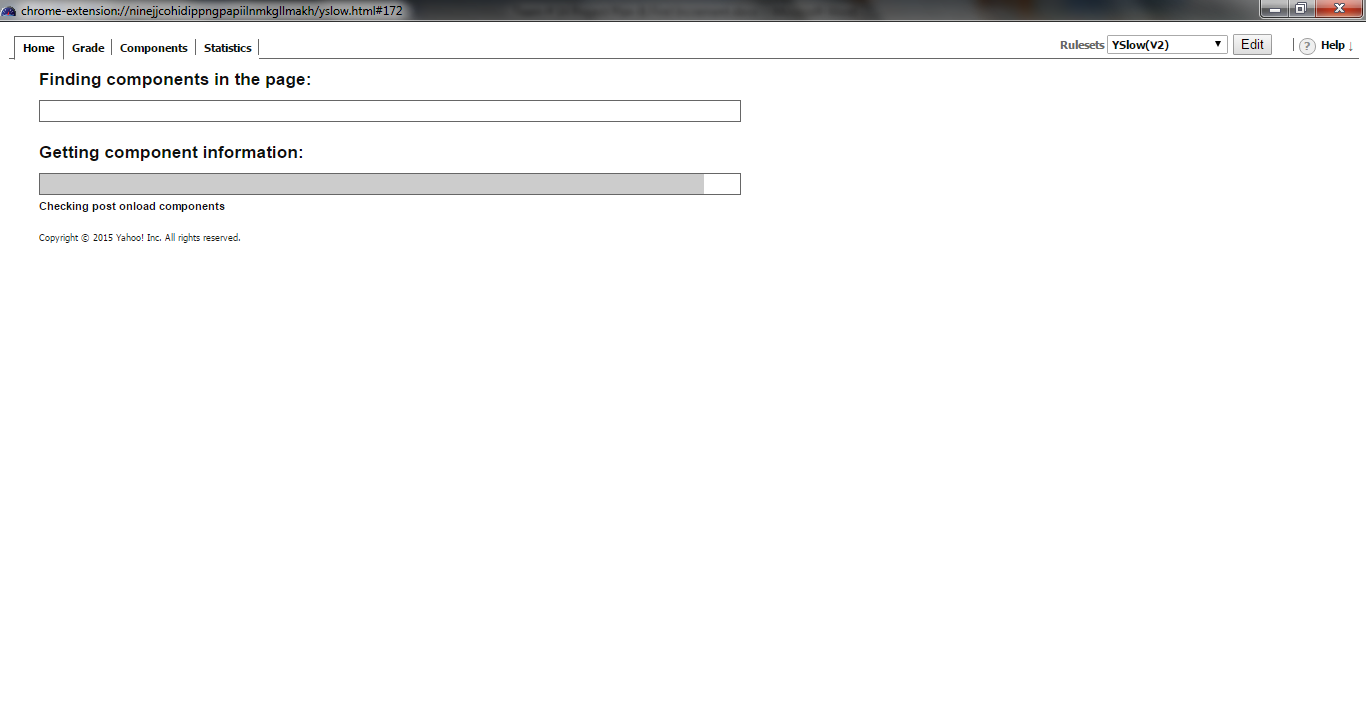 chrome-extension://ninejjcohidippngpapiilnmkgllmakh/yslow.html#172
Home Grade Components Statistics Rulesets YSlow(V2) Edit ? Help ↓
Finding components in the page:
Getting component information:
Checking post onload components
Copyright © 2015 Yahoo! Inc. All rights reserved.